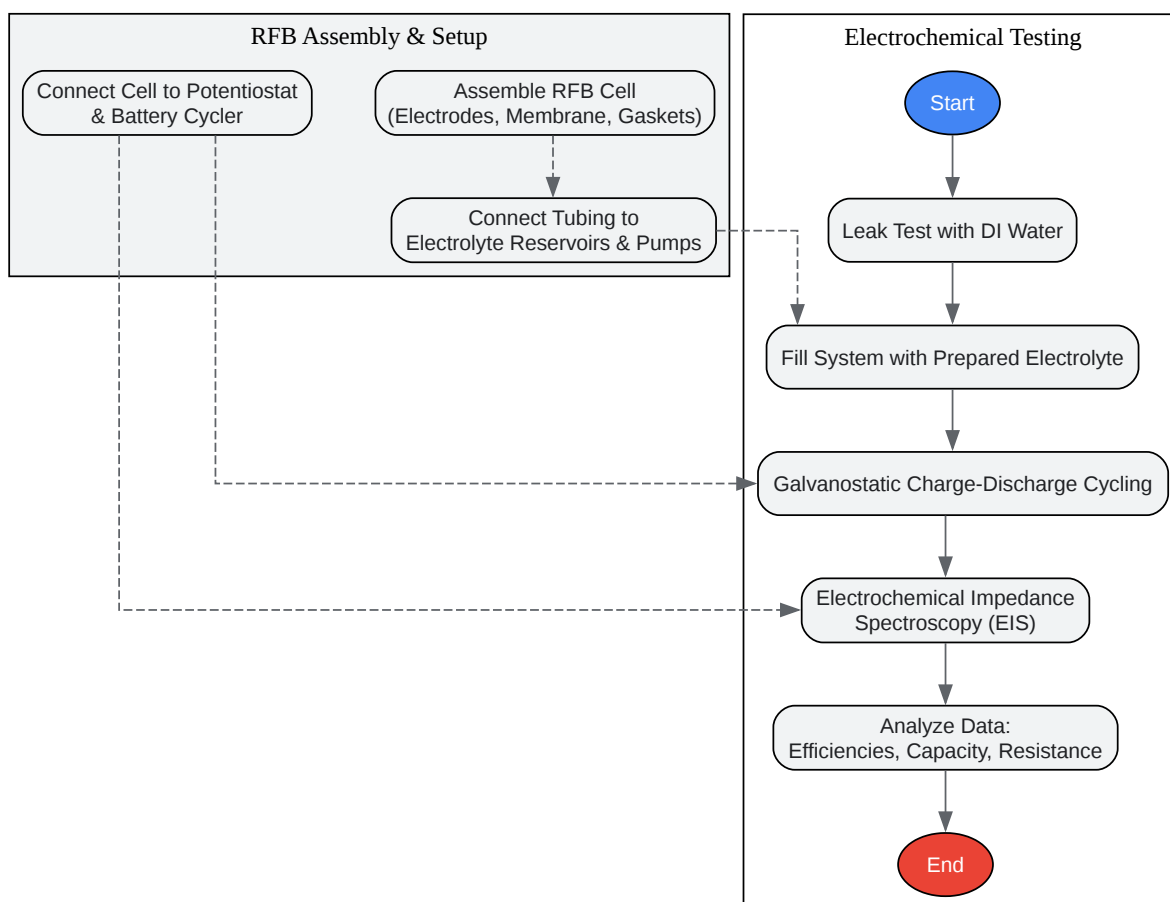 RFB Assembly & Setup
Connect Cell to Potentiostat
& Battery Cycler
Assemble RFB Cell
(Electrodes, Membrane, Gaskets)
Connect Tubing to
Electrolyte Reservoirs & Pumps
Electrochemical Testing
Start
Leak Test with DI Water
Fill System with Prepared Electrolyte
Galvanostatic Charge-Discharge Cycling
Electrochemical Impedance
Spectroscopy (EIS)
Analyze Data:
Efficiencies, Capacity, Resistance
End